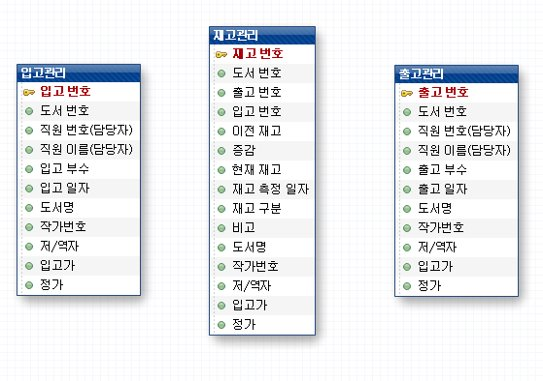 입고관리
입고 번호
도서 번호
직원 번호(담당자)
직원 이름(담당자)
입고 부수
입고 일자
도서명
작가번호
저/역자
입고가
정가
재고관리
재고 번호
도서 번호
출고 번호
입고 번호
이전 재고
증감
현재 재고
재고 측정 일자
재고 구분
비고
도서명
작가번호
저/역자
입고가
정가
출고관리
출고 번호
도서 번호
직원 번호(담당자)
직원 이름(담당자)
출고 부수
출고 일자
도서명
작가번호
저/역자
입고가
정가